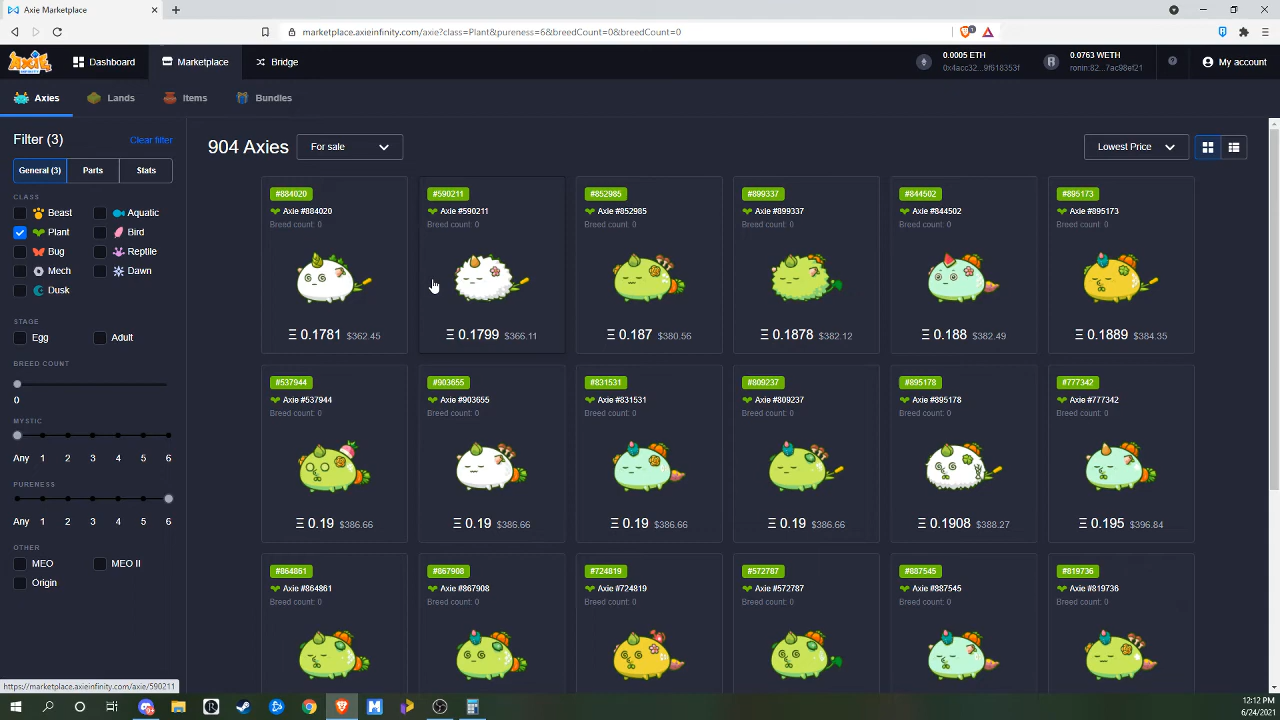 Axie Marketplace
marketplace.axieinfinity.com/axie?class=Plant&pureness=6&breedCount=0&breedCount=0
AXIE
Dashboard
Marketplace
Bridge
0.0005 ETH
0x4acc32...9f618353f
0.0763 WETH
ronin:82...7ac98ef21
My account
Axies
Lands
Items
Bundles
Filter (3)
Clear filter
General (3)
Parts
Stats
CLASS
Beast
Aquatic
Plant
Bird
Bug
Reptile
Mech
Dawn
Dusk
STAGE
Egg
Adult
BREED COUNT
0
MYSTIC
Any 1 2 3 4 5 6
PURENESS
Any 1 2 3 4 5 6
OTHER
MEO
MEO II
Origin
904 Axies
For sale
Lowest Price
#884020
Axie #884020
Breed count: 0
Ξ 0.1781 $362.45
#590211
Axie #590211
Breed count: 0
Ξ 0.1799 $366.11
#852985
Axie #852985
Breed count: 0
Ξ 0.187 $380.56
#899337
Axie #899337
Breed count: 0
Ξ 0.1878 $382.12
#844502
Axie #844502
Breed count: 0
Ξ 0.188 $382.49
#895173
Axie #895173
Breed count: 0
Ξ 0.1889 $384.35
#537944
Axie #537944
Breed count: 0
Ξ 0.19 $386.66
#903655
Axie #903655
Breed count: 0
Ξ 0.19 $386.66
#831531
Axie #831531
Breed count: 0
Ξ 0.19 $386.66
#809237
Axie #809237
Breed count: 0
Ξ 0.19 $386.66
#895178
Axie #895178
Breed count: 0
Ξ 0.1908 $388.27
#777342
Axie #777342
Breed count: 0
Ξ 0.195 $396.84
#864861
Axie #864861
Breed count: 0
#867908
Axie #867908
Breed count: 0
#724819
Axie #724819
Breed count: 0
#572787
Axie #572787
Breed count: 0
#887545
Axie #887545
Breed count: 0
#819736
Axie #819736
Breed count: 0
https://marketplace.axieinfinity.com/axie/590211
12:12 PM
6/24/2021